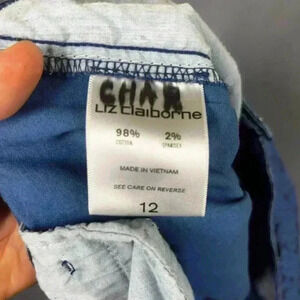 CHAR
Liz Claiborne
98% 2%
COTTON SPANDEX
MADE IN VIETNAM
SEE CARE ON REVERSE
12